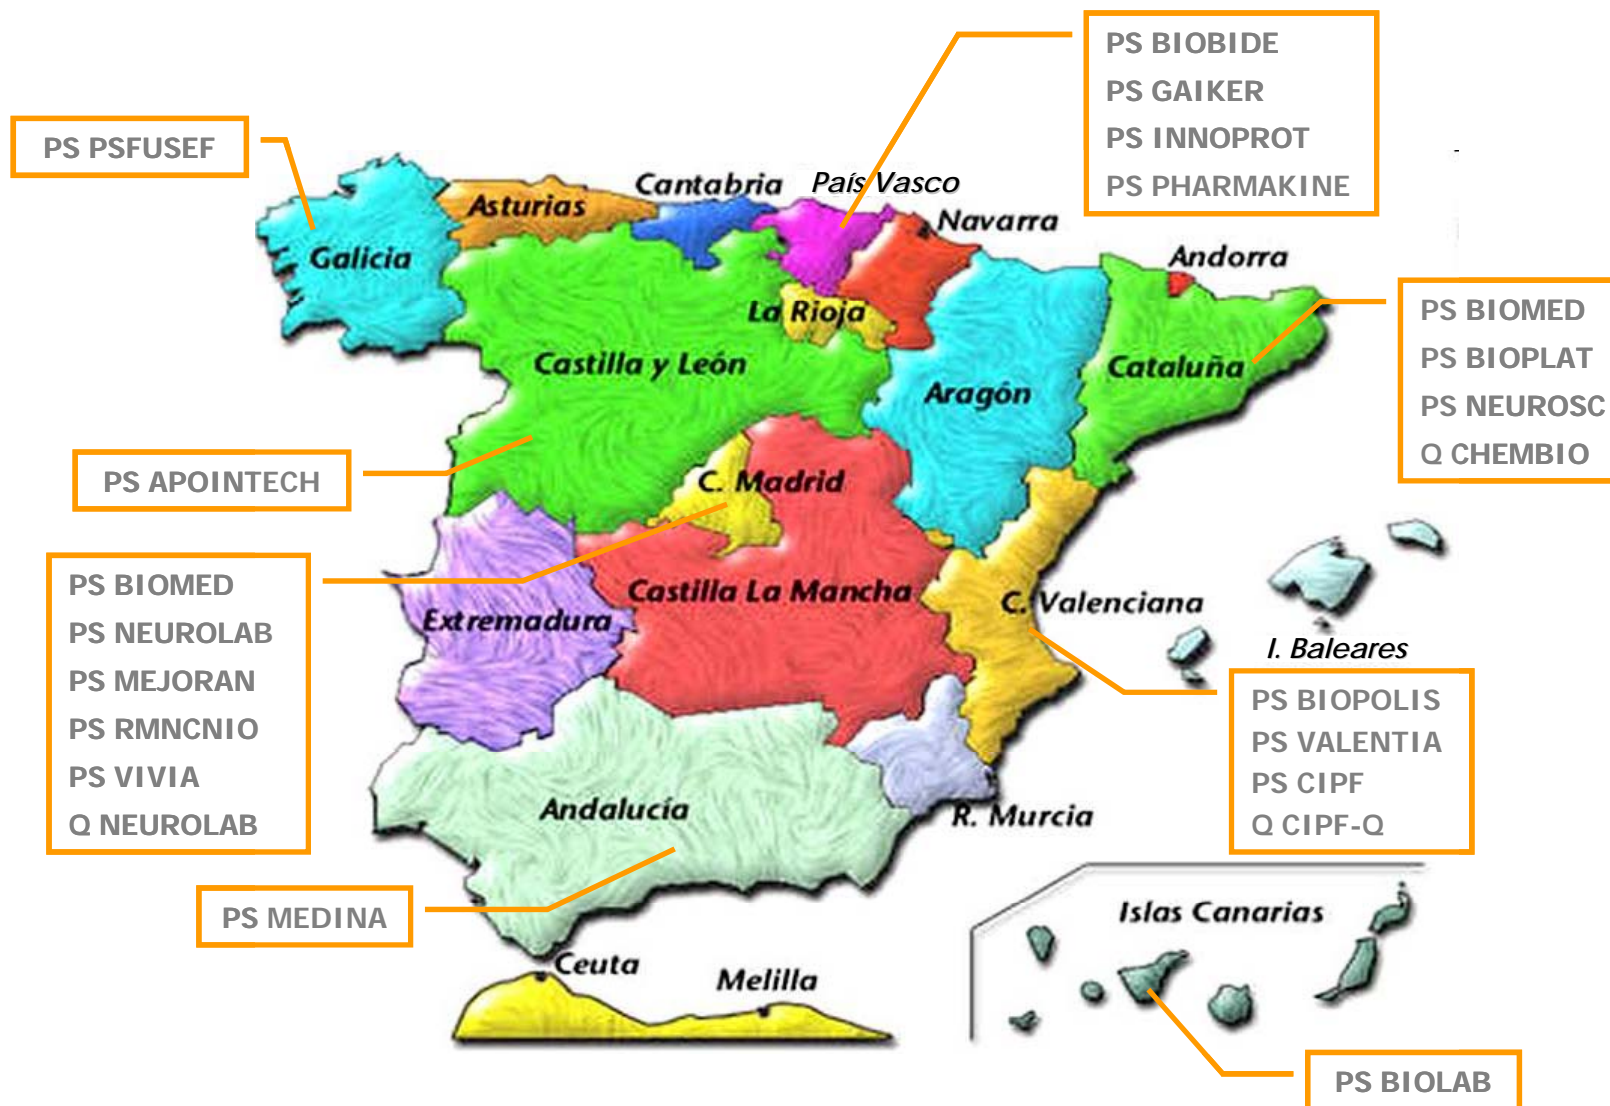 PS BIOBIDE
PS GAIKER
PS INNOPROT
PS PHARMAKINE
PS PSFUSEF
Cantabria
País Vasco
Asturias
Navarra
Galicia
Andorra
La Rioja
PS BIOMED
PS BIOPLAT
PS NEUROSC
Q CHEMBIO
Castilla y León
Cataluña
Aragón
PS APOINTECH
C. Madrid
PS BIOMED
PS NEUROLAB
PS MEJORAN
PS RMNCNIO
PS VIVIA
Q NEUROLAB
Castilla La Mancha
C. Valenciana
Extremadura
I. Baleares
PS BIOPOLIS
PS VALENTIA
PS CIPF
Q CIPF-Q
Andalucía
R. Murcia
PS MEDINA
Islas Canarias
Ceuta
Melilla
PS BIOLAB